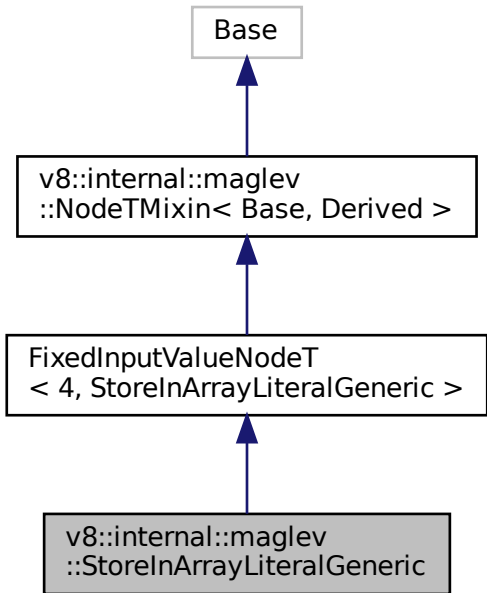 Base
v8::internal::maglev
::NodeTMixin< Base, Derived >
FixedInputValueNodeT
< 4, StoreInArrayLiteralGeneric >
v8::internal::maglev
::StoreInArrayLiteralGeneric